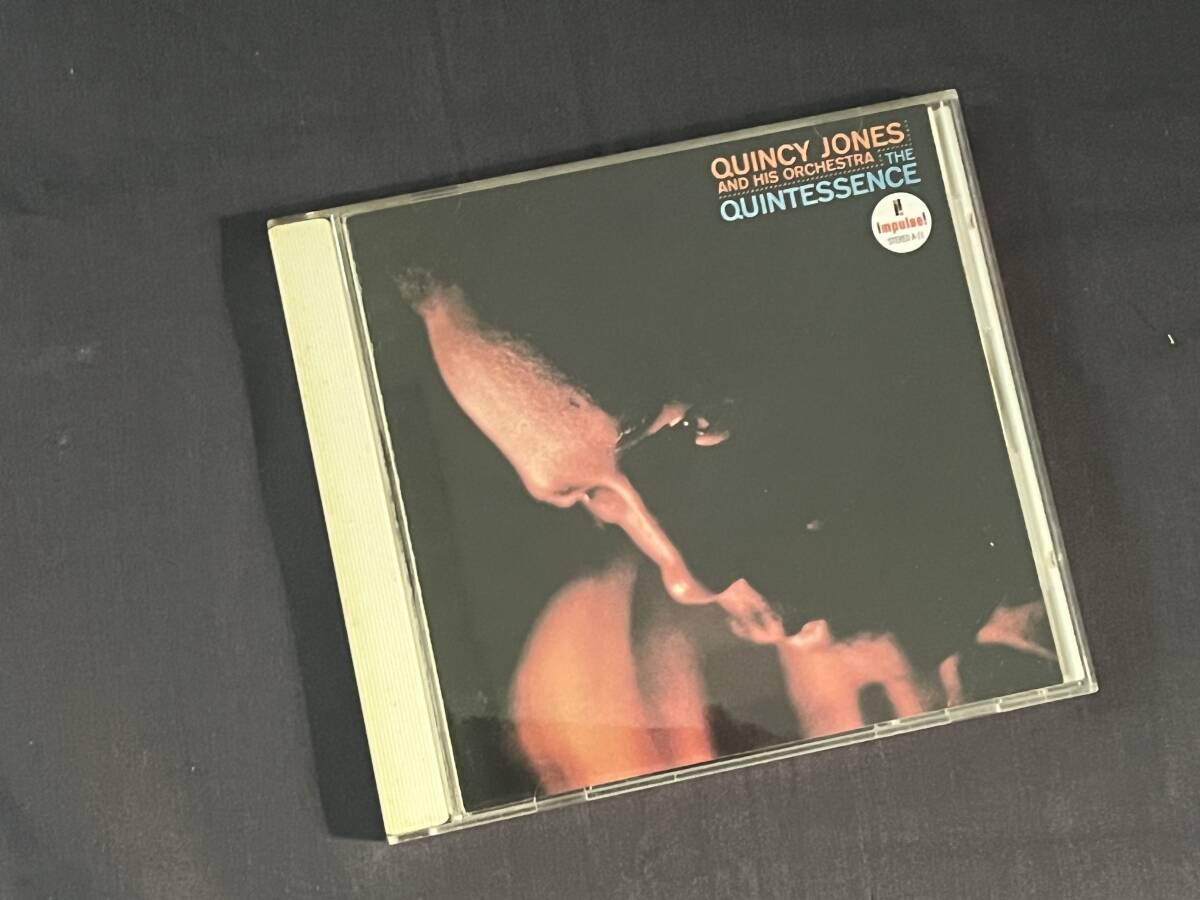 QUINCY JONES
AND HIS ORCHESTRA : THE
QUINTESSENCE
impulse!
STEREO A-11